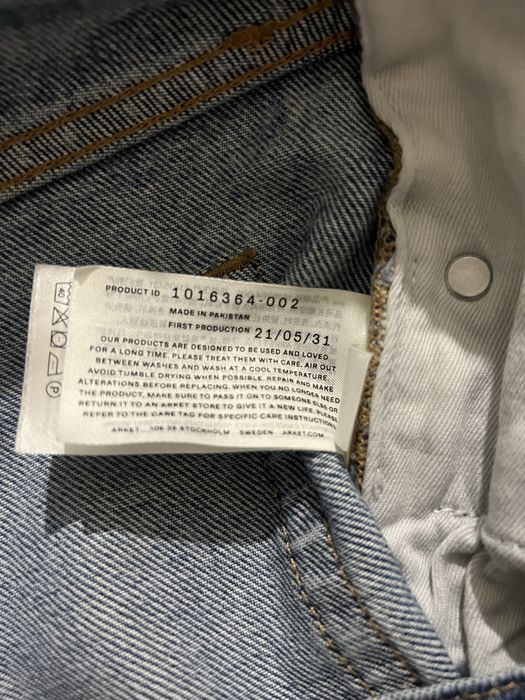 PRODUCT ID 1016364-002
MADE IN PAKISTAN
FIRST PRODUCTION 21/05/31
OUR PRODUCTS ARE DESIGNED TO BE USED AND LOVED
FOR A LONG TIME. PLEASE TREAT THEM WITH CARE. AIR OUT
BETWEEN WASHES AND WASH AT A COOL TEMPERATURE
AVOID TUMBLE DRYING WHEN POSSIBLE. REPAIR AND MAKE
ALTERATIONS BEFORE REPLACING. WHEN YOU NO LONGER NEED
THE PRODUCT, MAKE SURE TO PASS IT ON TO SOMEONE ELSE OR
RETURN IT TO AN ARKET STORE TO GIVE IT A NEW LIFE. PLEASE
REFER TO THE CARE TAG FOR SPECIFIC CARE INSTRUCTIONS
ARKET 106 38 STOCKHOLM SWEDEN ARKET.COM
40
P